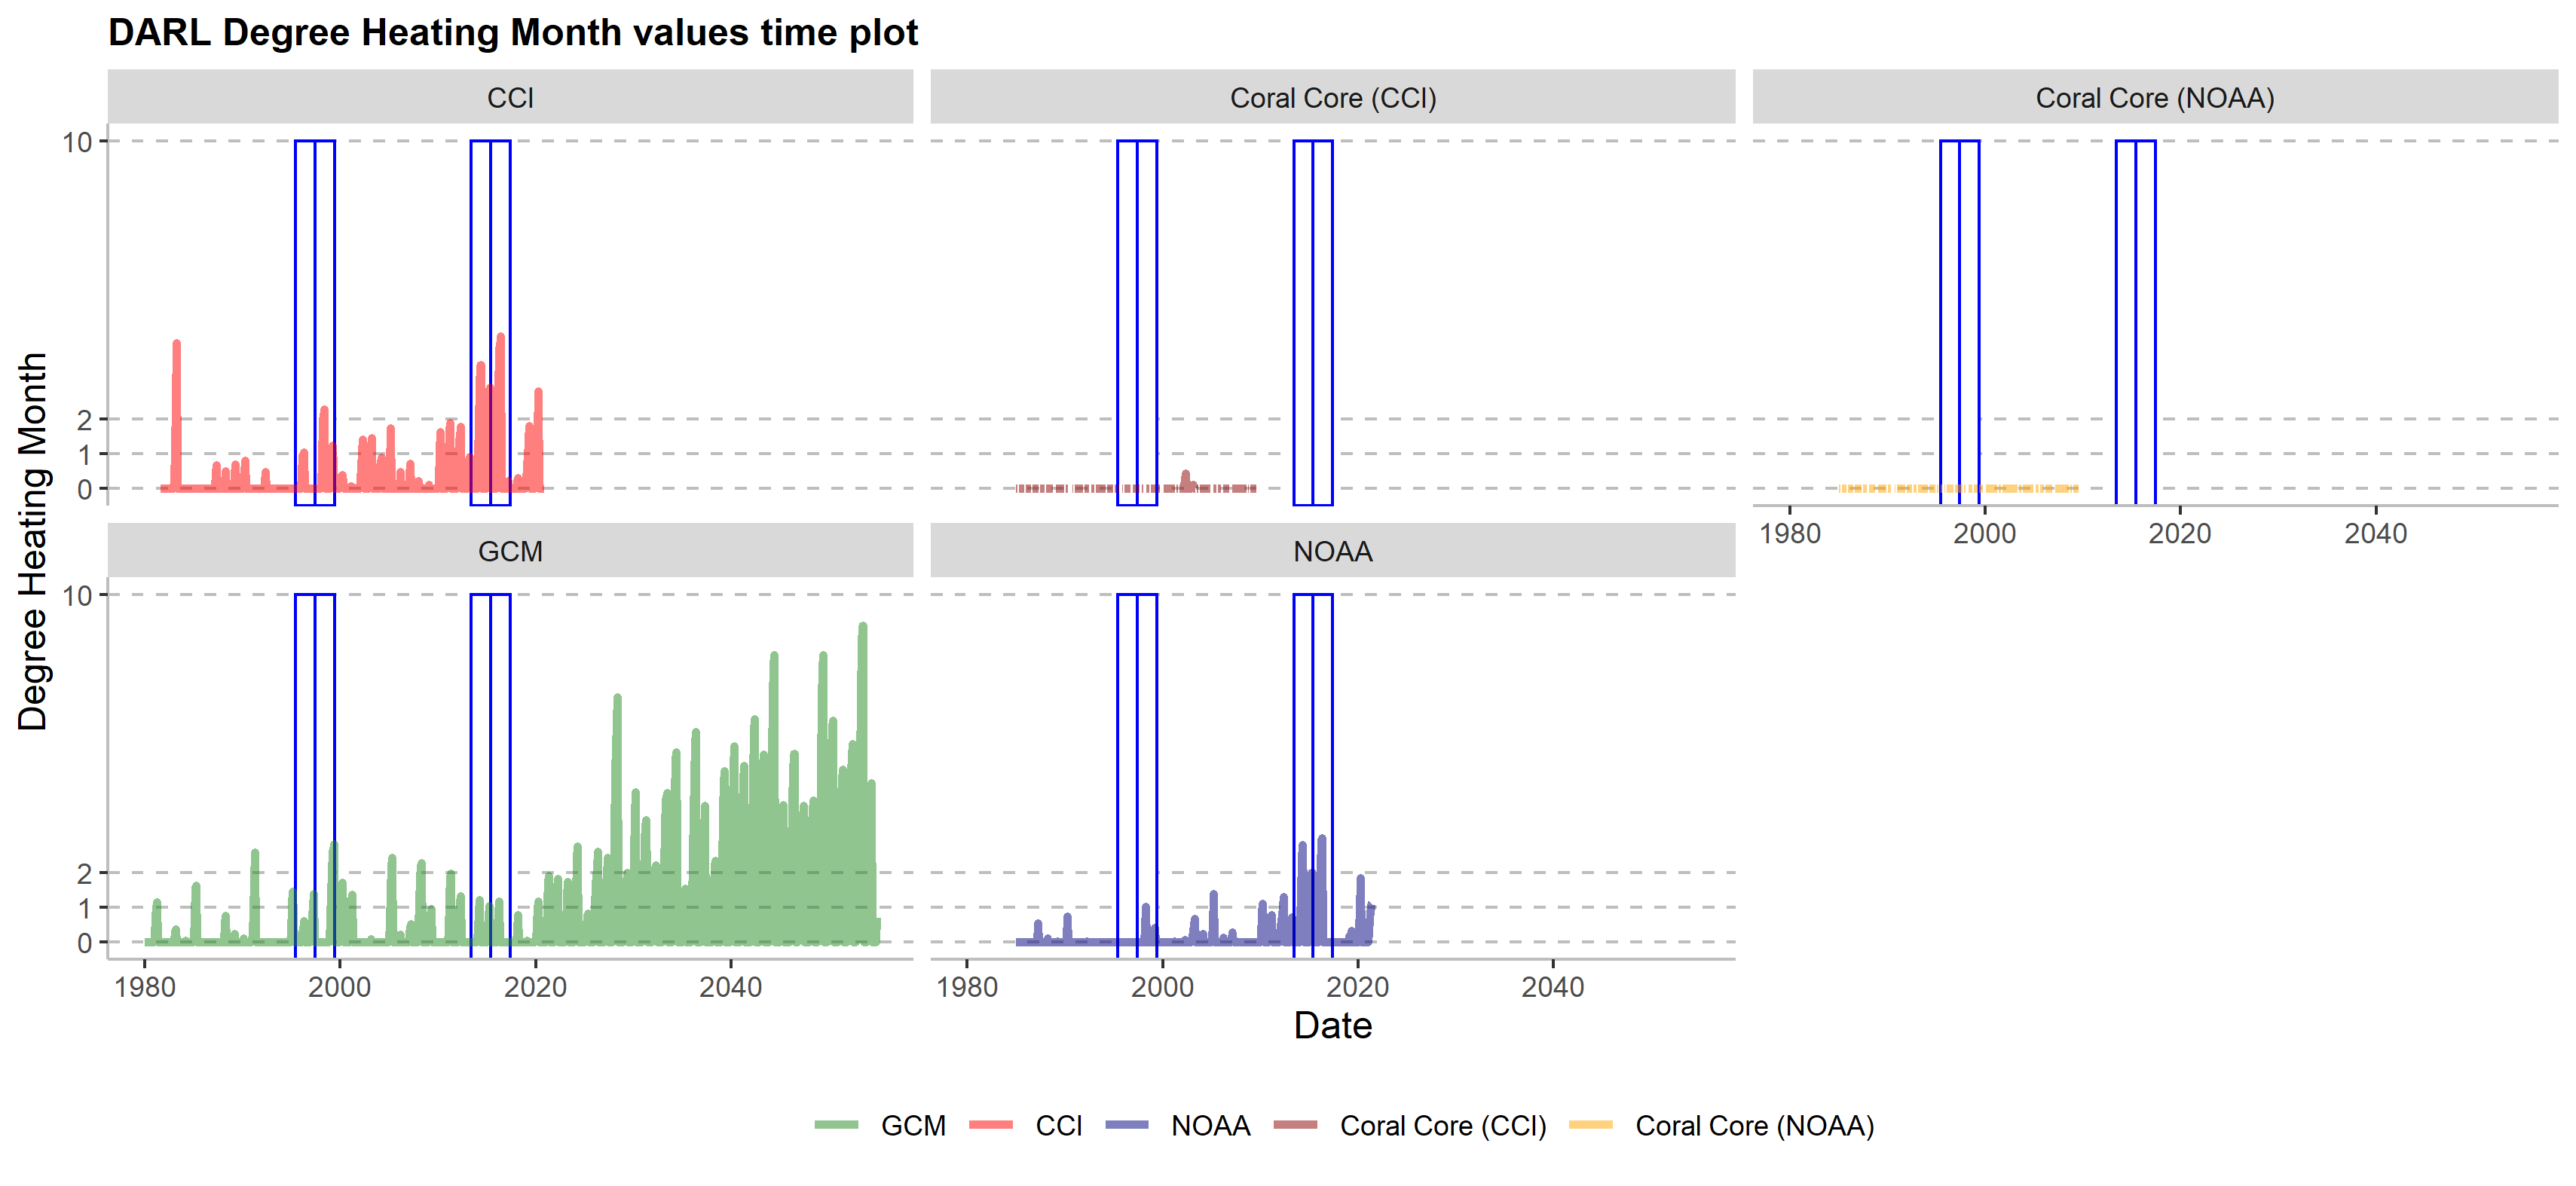 DARL Degree Heating Month values time plot
CCI
Coral Core (CCI)
Coral Core (NOAA)
10
2
1
0
1980 2000 2020 2040
Degree Heating Month
GCM
NOAA
10
2
1
0
1980 2000 2020 2040
1980 2000 2020 2040
Date
GCM CCI NOAA Coral Core (CCI) Coral Core (NOAA)